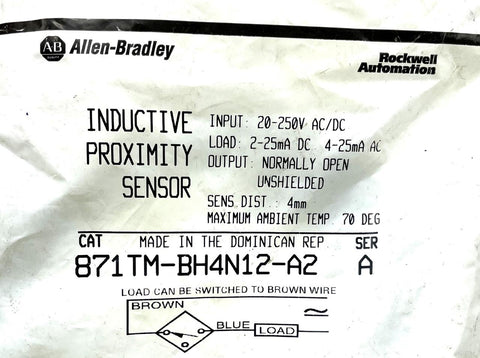 AB Allen-Bradley
Rockwell
Automation
INDUCTIVE
PROXIMITY
SENSOR
INPUT: 20-250V AC/DC
LOAD: 2-25mA DC 4-25mA AC
OUTPUT: NORMALLY OPEN
UNSHIELDED
SENS. DIST.: 4mm
MAXIMUM AMBIENT TEMP. 70 DEG
CAT MADE IN THE DOMINICAN REP. SER
871TM-BH4N12-A2 A
LOAD CAN BE SWITCHED TO BROWN WIRE
BROWN
BLUE LOAD